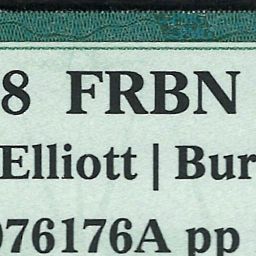 8 FRBN
Elliott | Bur
076176A pp